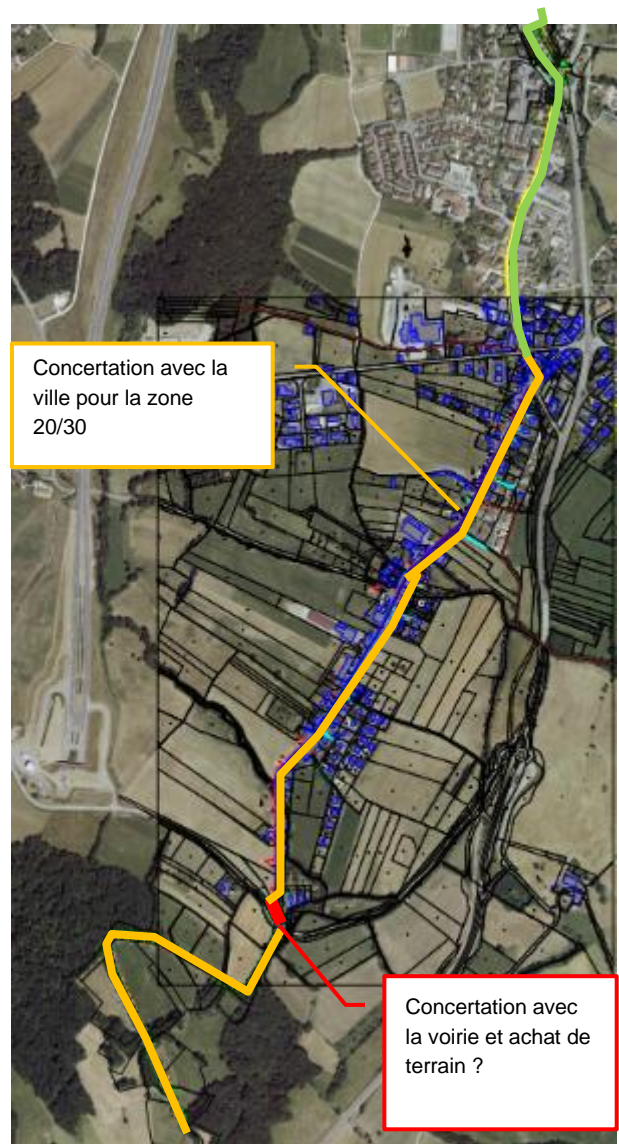 Concertation avec la
ville pour la zone
20/30
Concertation avec
la voirie et achat de
terrain ?